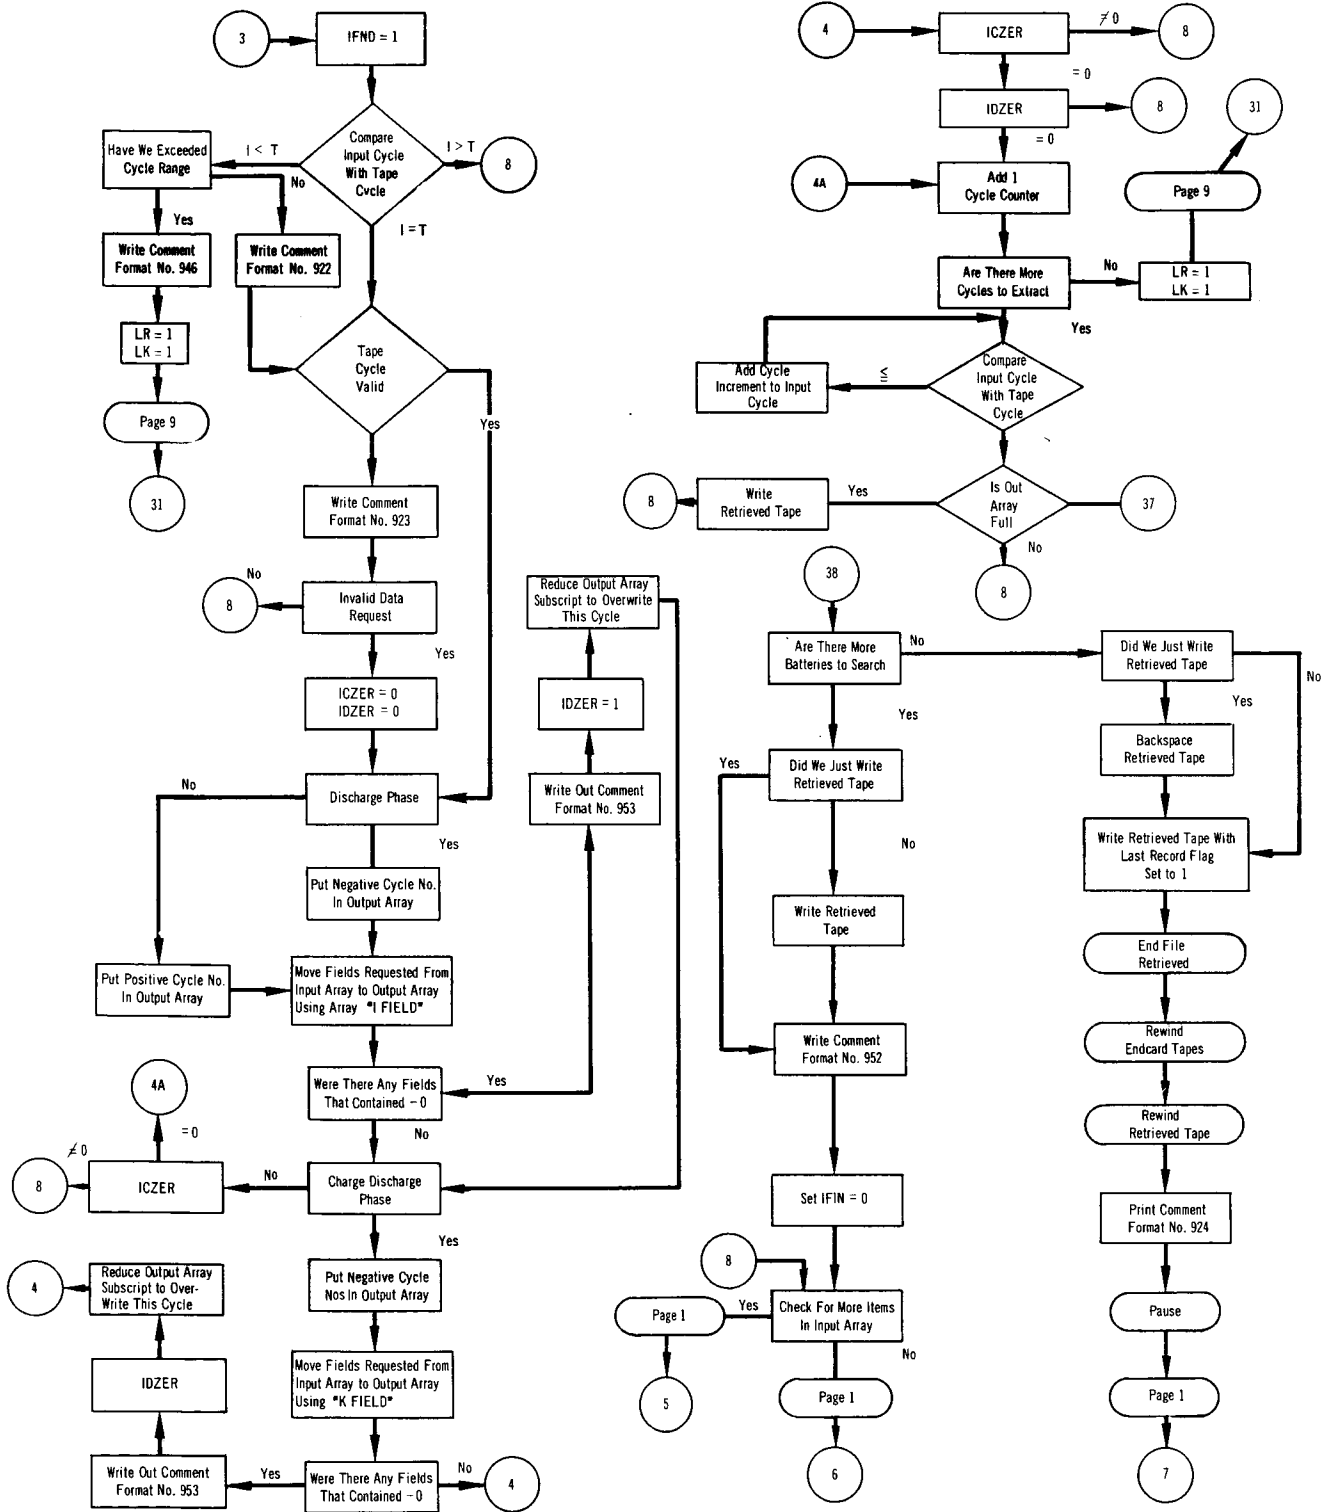 3
IFND = 1
Compare
Input Cycle
With Tape
Cycle
I > T
8
I < T
Have We Exceeded
Cycle Range
No
Yes
Write Comment
Format No. 946
Write Comment
Format No. 922
I = T
LR = 1
LK = 1
Page 9
31
Tape
Cycle
Valid
Yes
Write Comment
Format No. 923
Invalid Data
Request
No
8
Yes
ICZER = 0
IDZER = 0
Discharge Phase
No
Yes
Put Negative Cycle No.
In Output Array
Put Positive Cycle No.
In Output Array
Move Fields Requested From
Input Array to Output Array
Using Array "I FIELD"
Were There Any Fields
That Contained -0
Yes
No
Write Out Comment
Format No. 953
IDZER = 1
Reduce Output Array
Subscript to Overwrite
This Cycle
Charge Discharge
Phase
No
ICZER
= 0
4A
≠ 0
8
Yes
Put Negative Cycle
Nos In Output Array
Move Fields Requested From
Input Array to Output Array
Using "K FIELD"
Were There Any Fields
That Contained -0
No
4
Yes
Write Out Comment
Format No. 953
IDZER
Reduce Output Array
Subscript to Over-
Write This Cycle
4
4
ICZER
≠ 0
8
= 0
IDZER
8
= 0
4A
Add 1
Cycle Counter
Are There More
Cycles to Extract
No
LR = 1
LK = 1
Page 9
31
Yes
Compare
Input Cycle
With Tape
Cycle
≦
Add Cycle
Increment to Input
Cycle
Is Out
Array
Full
37
Yes
Write
Retrieved Tape
8
No
8
38
Are There More
Batteries to Search
No
Yes
Did We Just Write
Retrieved Tape
Yes
No
Write Retrieved
Tape
Write Comment
Format No. 952
Set IFIN = 0
8
Check For More Items
In Input Array
Yes
Page 1
5
No
Page 1
6
Did We Just Write
Retrieved Tape
No
Yes
Backspace
Retrieved Tape
Write Retrieved Tape With
Last Record Flag
Set to 1
End File
Retrieved
Rewind
Endcard Tapes
Rewind
Retrieved Tape
Print Comment
Format No. 924
Pause
Page 1
7